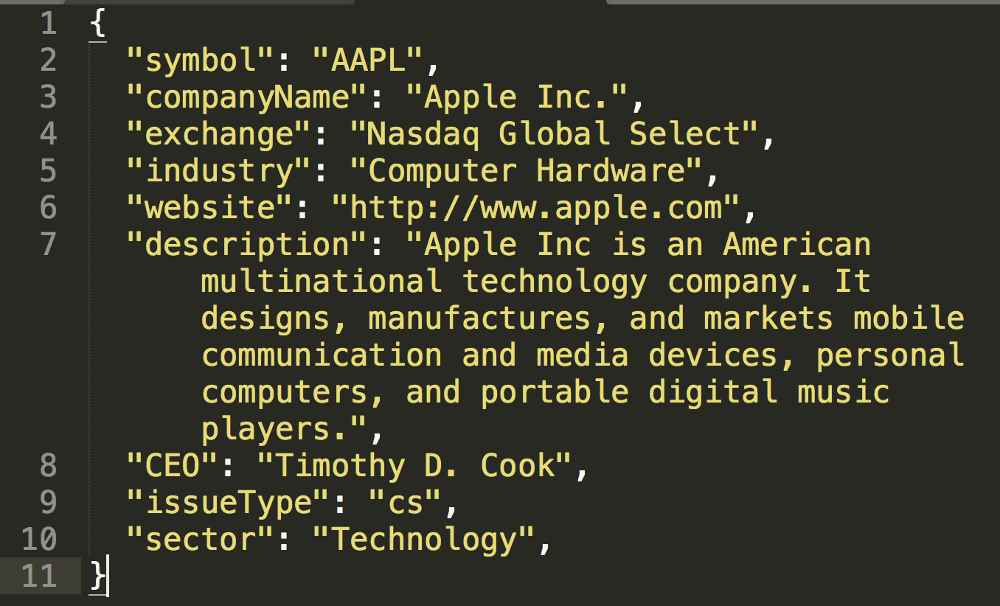 1 {
2 "symbol": "AAPL",
3 "companyName": "Apple Inc.",
4 "exchange": "Nasdaq Global Select",
5 "industry": "Computer Hardware",
6 "website": "http://www.apple.com",
7 "description": "Apple Inc is an American
multinational technology company. It
designs, manufactures, and markets mobile
communication and media devices, personal
computers, and portable digital music
players.",
8 "CEO": "Timothy D. Cook",
9 "issueType": "cs",
10 "sector": "Technology",
11 }